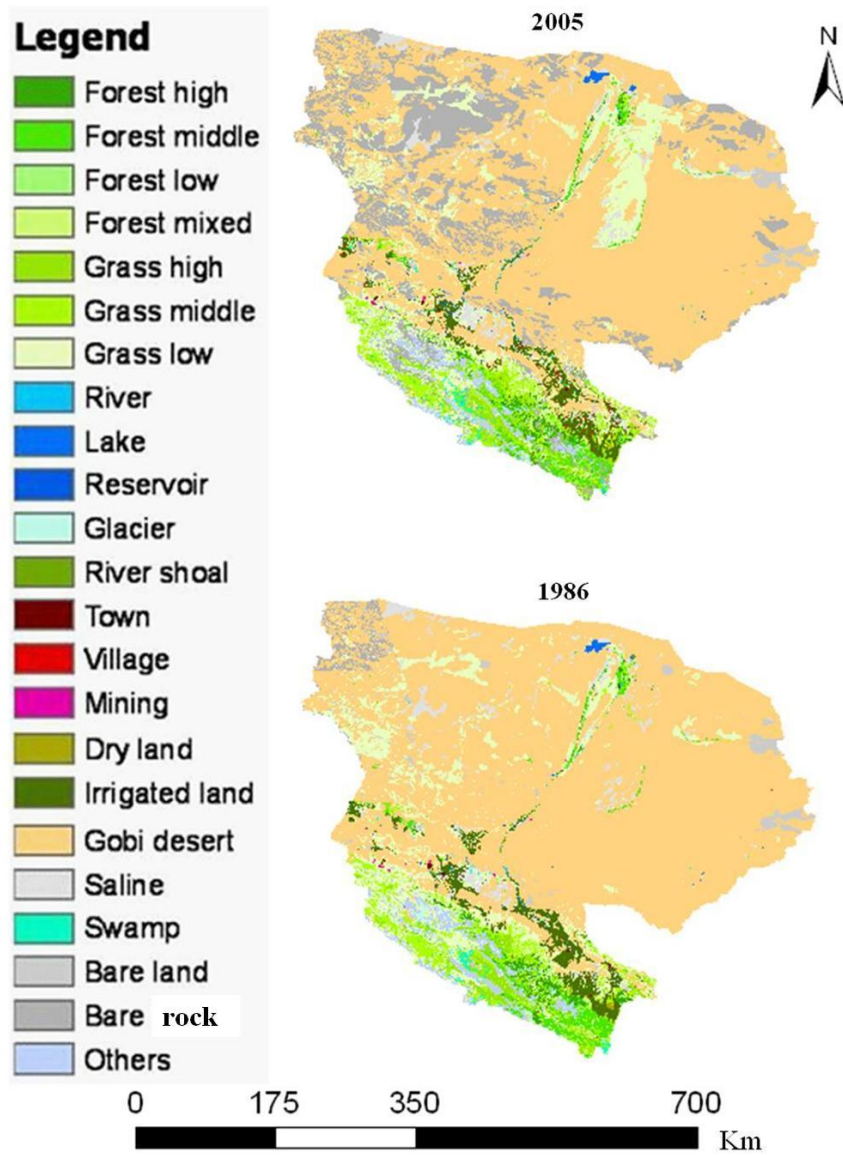 Legend
Forest high
Forest middle
Forest low
Forest mixed
Grass high
Grass middle
Grass low
River
Lake
Reservoir
Glacier
River shoal
Town
Village
Mining
Dry land
Irrigated land
Gobi desert
Saline
Swamp
Bare land
Bare rock
Others
2005
N
1986
0 175 350 700
Km